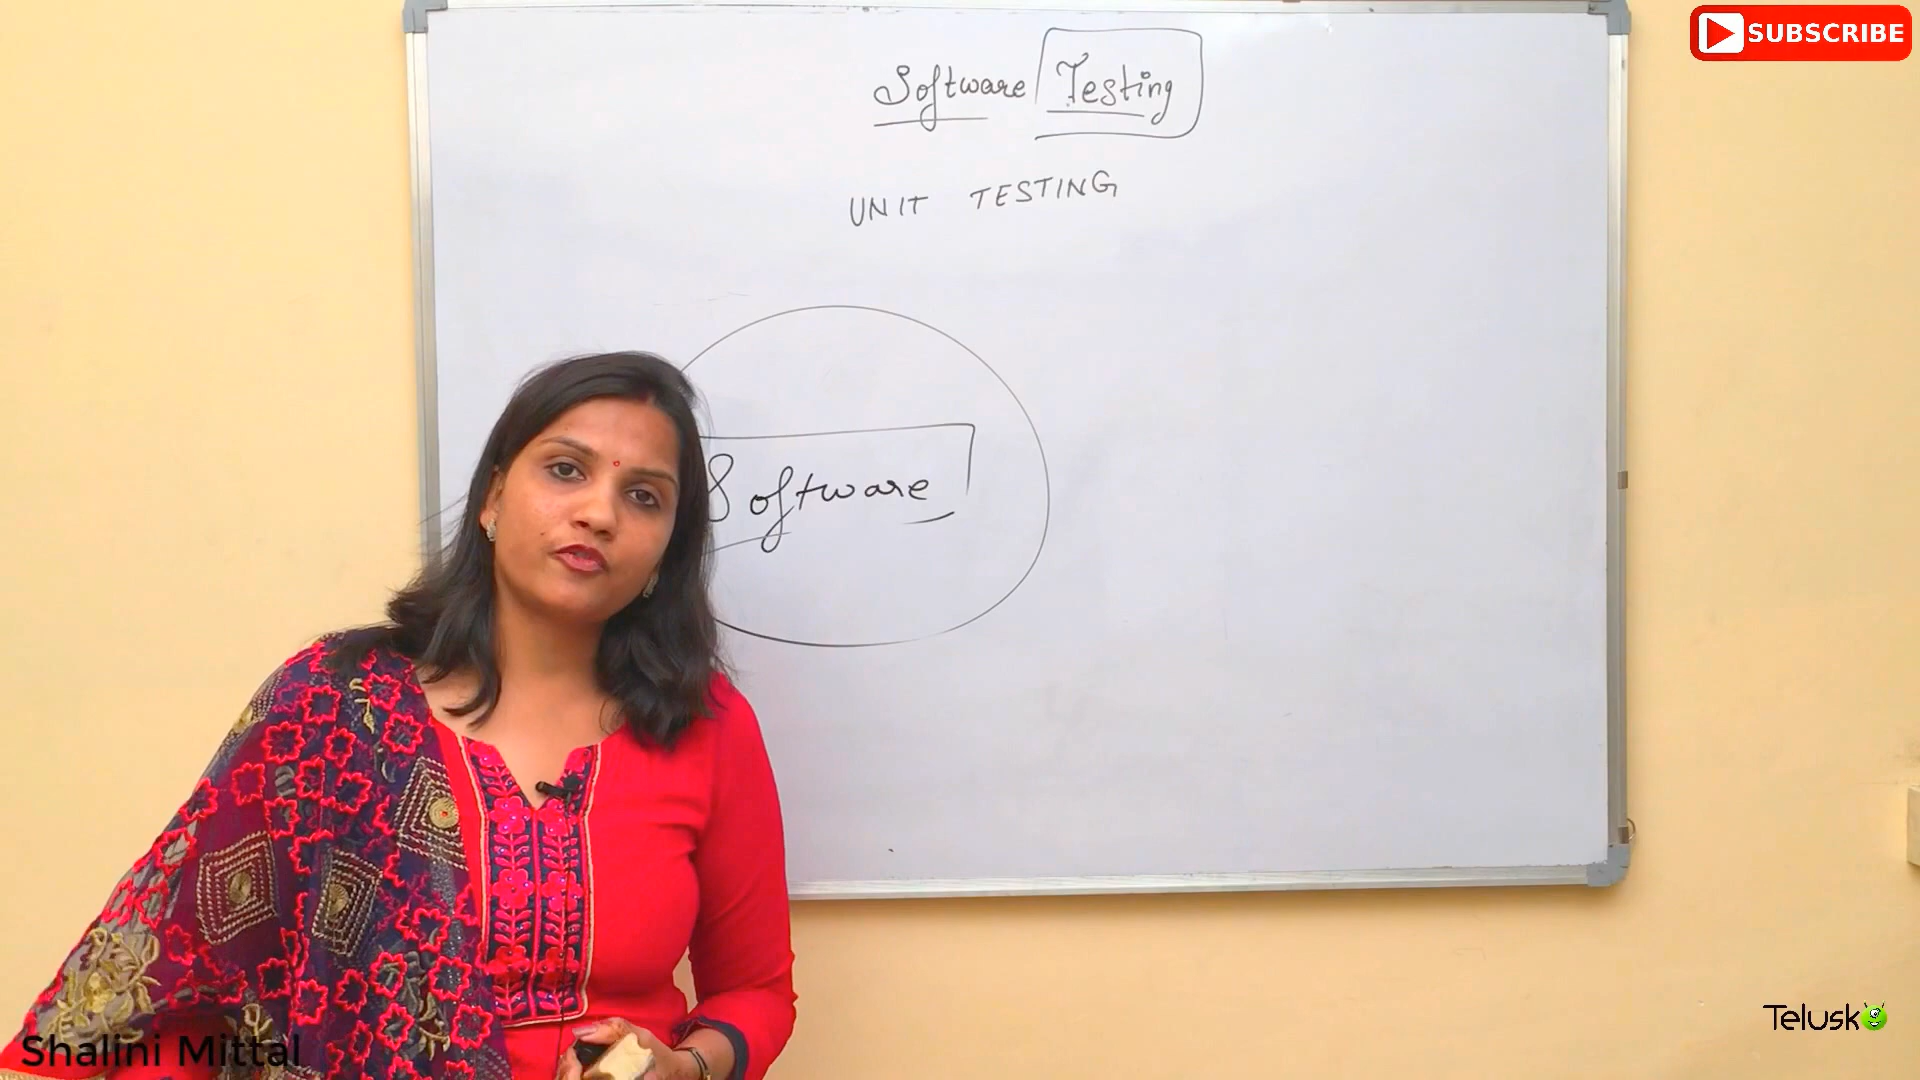 SUBSCRIBE
Software Testing
UNIT TESTING
Software
Telusko
Shalini Mittal